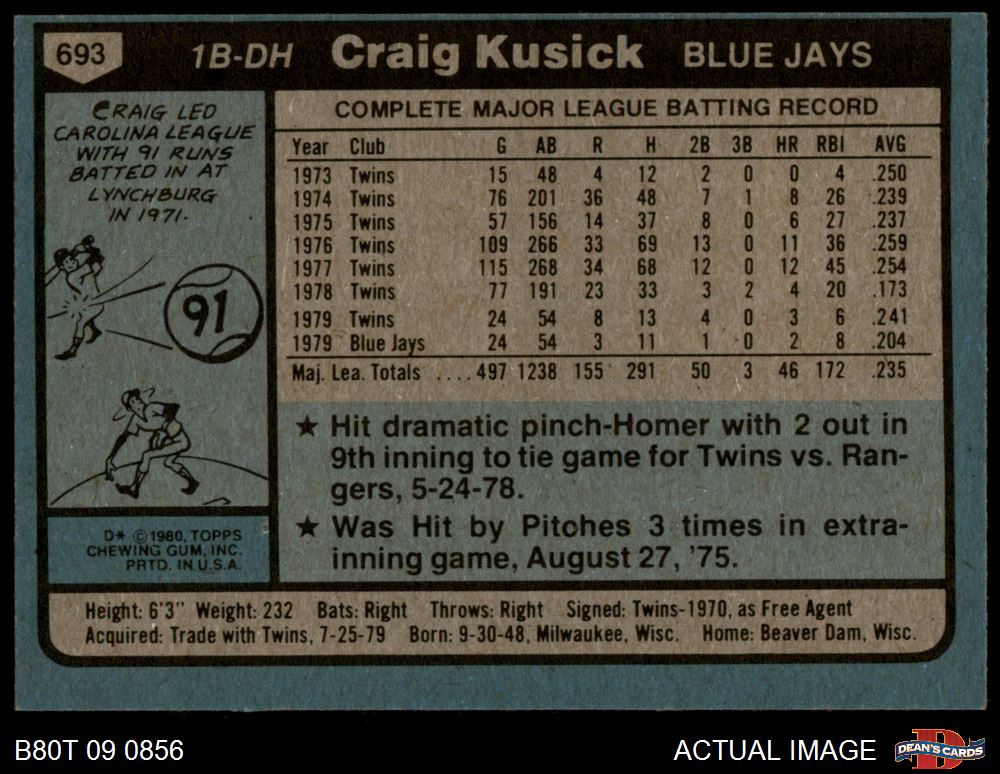 693 1B-DH Craig Kusick BLUE JAYS
CRAIG LED
CAROLINA LEAGUE
WITH 91 RUNS
BATTED IN AT
LYNCHBURG
IN 1971.
91
D* ©1980, TOPPS
CHEWING GUM, INC.
PRTD. IN U.S.A.
COMPLETE MAJOR LEAGUE BATTING RECORD
Year Club G AB R H 2B 3B HR RBI AVG
1973 Twins 15 48 4 12 2 0 0 4 .250
1974 Twins 76 201 36 48 7 1 8 26 .239
1975 Twins 57 156 14 37 8 0 6 27 .237
1976 Twins 109 266 33 69 13 0 11 36 .259
1977 Twins 115 268 34 68 12 0 12 45 .254
1978 Twins 77 191 23 33 3 2 4 20 .173
1979 Twins 24 54 8 13 4 0 3 6 .241
1979 Blue Jays 24 54 3 11 1 0 2 8 .204
Maj. Lea. Totals ....497 1238 155 291 50 3 46 172 .235
★ Hit dramatic pinch-Homer with 2 out in
9th inning to tie game for Twins vs. Ran-
gers, 5-24-78.
★ Was Hit by Pitches 3 times in extra-
inning game, August 27, '75.
Height: 6'3" Weight: 232 Bats: Right Throws: Right Signed: Twins-1970, as Free Agent
Acquired: Trade with Twins, 7-25-79 Born: 9-30-48, Milwaukee, Wisc. Home: Beaver Dam, Wisc.
B80T 09 0856 ACTUAL IMAGE D DEAN'S CARDS